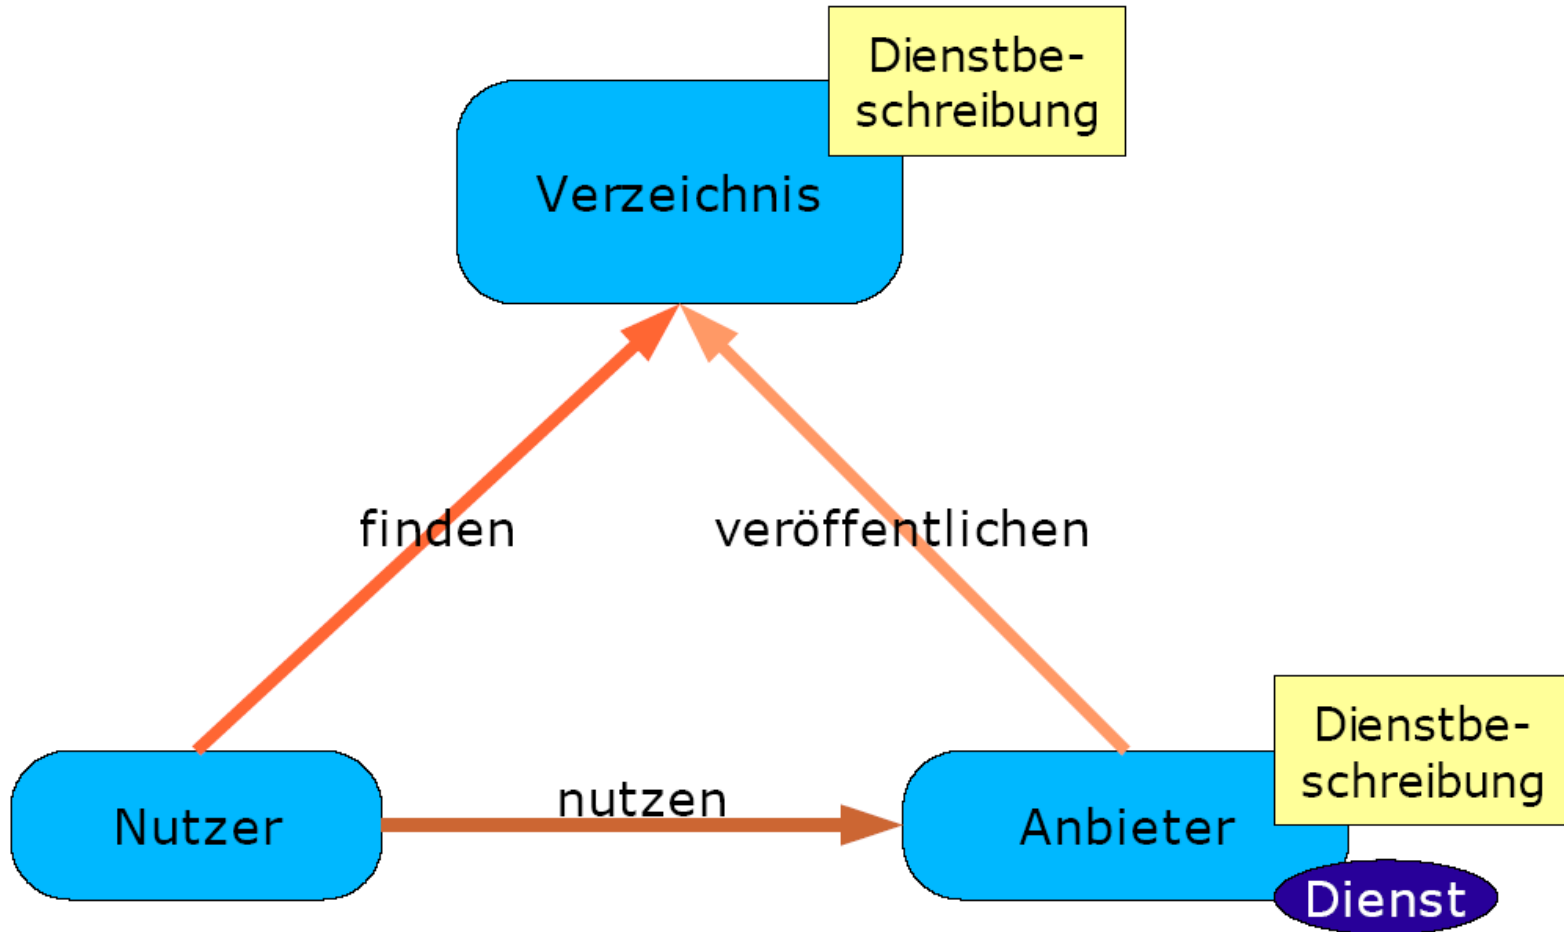 Dienstbe-
schreibung
Verzeichnis
finden
veröffentlichen
Dienstbe-
schreibung
Nutzer
nutzen
Anbieter
Dienst